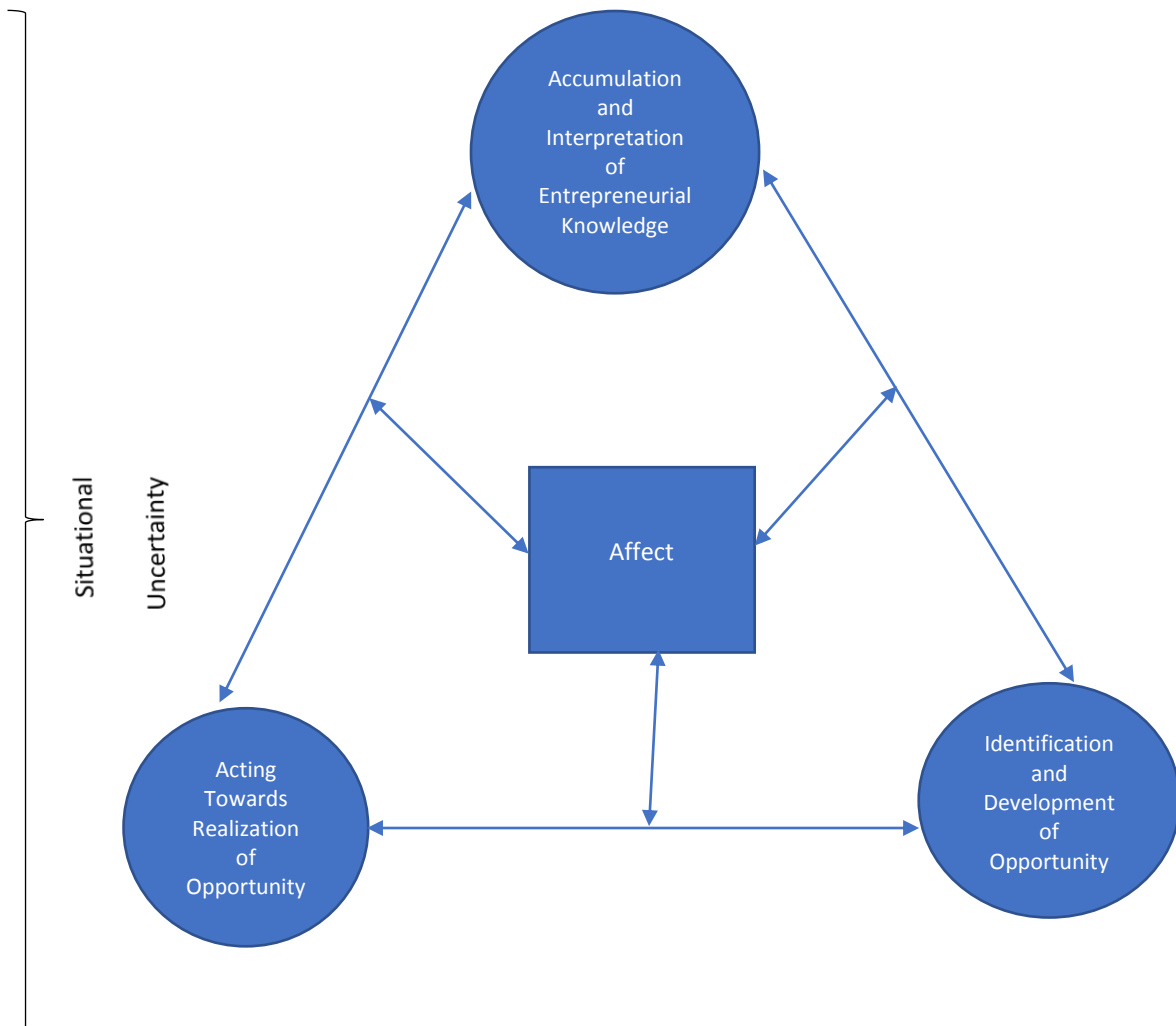 Accumulation
and
Interpretation
of
Entrepreneurial
Knowledge
Situational
Uncertainty
Affect
Acting
Towards
Realization
of
Opportunity
Identification
and
Development
of
Opportunity